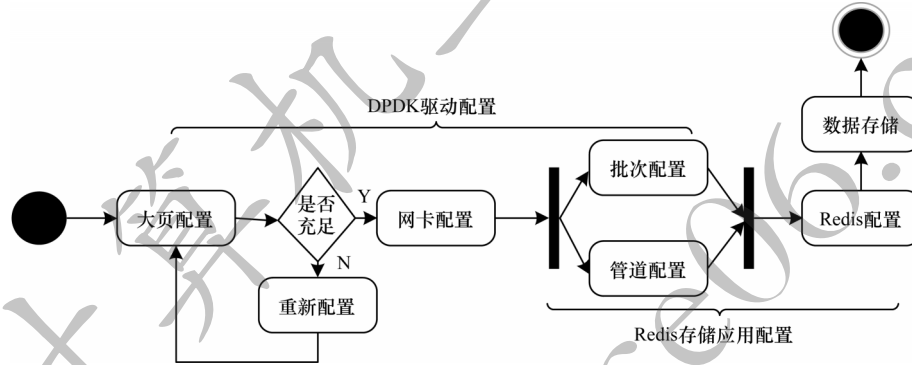 DPDK驱动配置
数据存储
批次配置
大页配置
是否
充足
Y
网卡配置
Redis配置
N
管道配置
重新配置
Redis存储应用配置